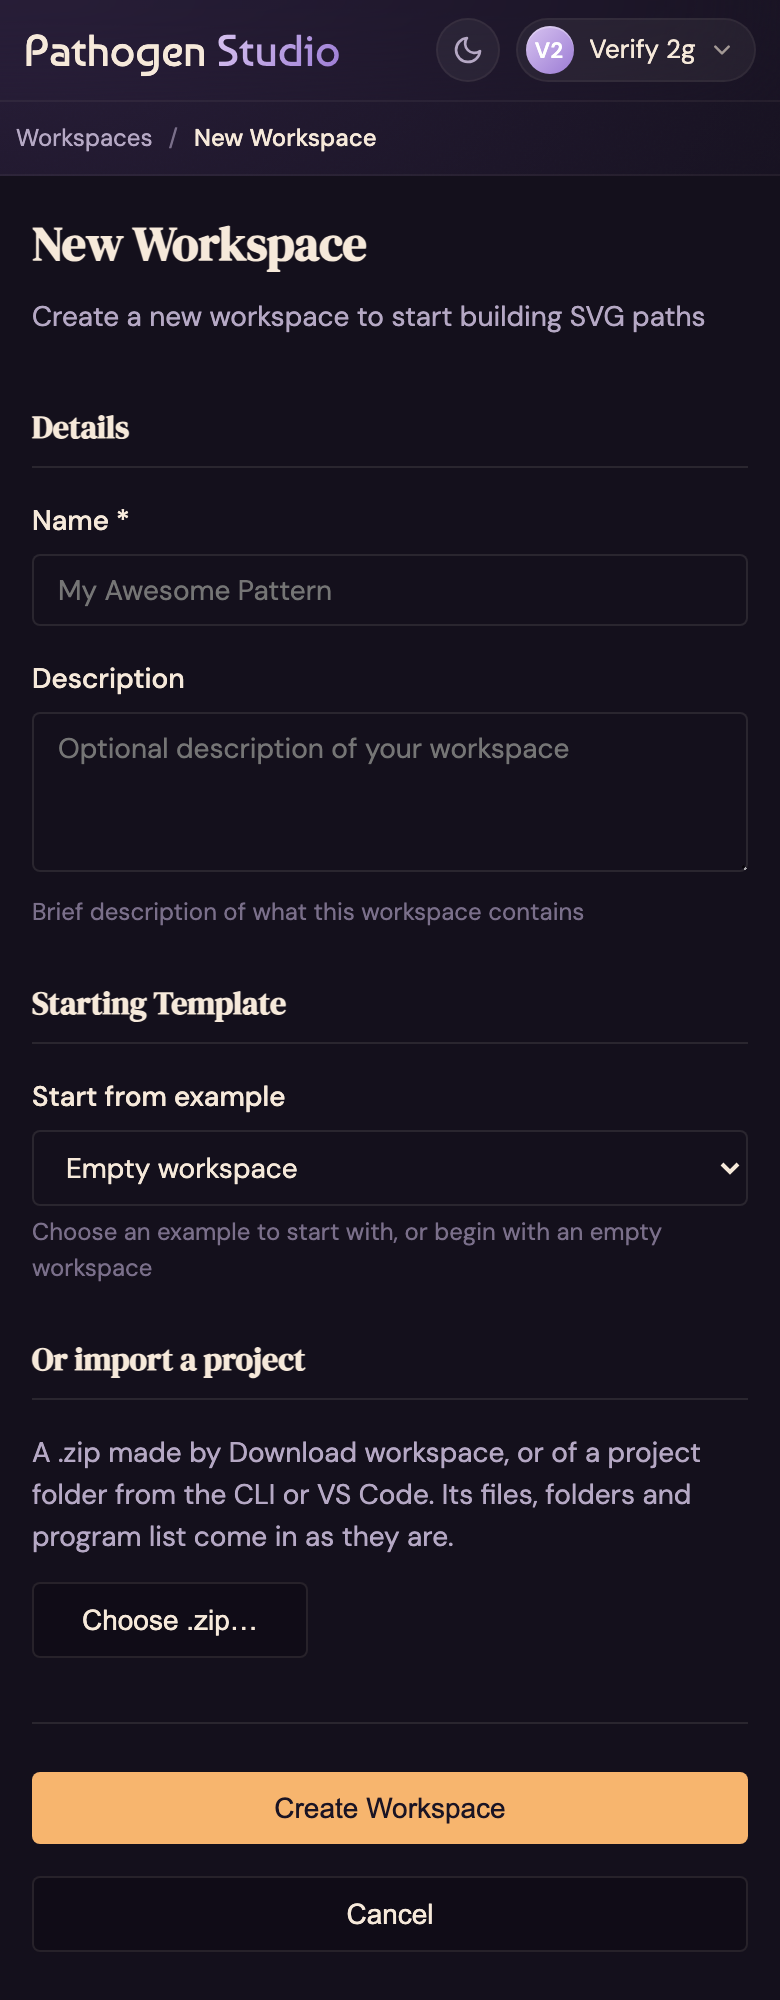 Pathogen Studio
V2 Verify 2g
Workspaces / New Workspace
New Workspace
Create a new workspace to start building SVG paths
Details
Name *
My Awesome Pattern
Description
Optional description of your workspace
Brief description of what this workspace contains
Starting Template
Start from example
Empty workspace
Choose an example to start with, or begin with an empty
workspace
Or import a project
A .zip made by Download workspace, or of a project
folder from the CLI or VS Code. Its files, folders and
program list come in as they are.
Choose .zip…
Create Workspace
Cancel